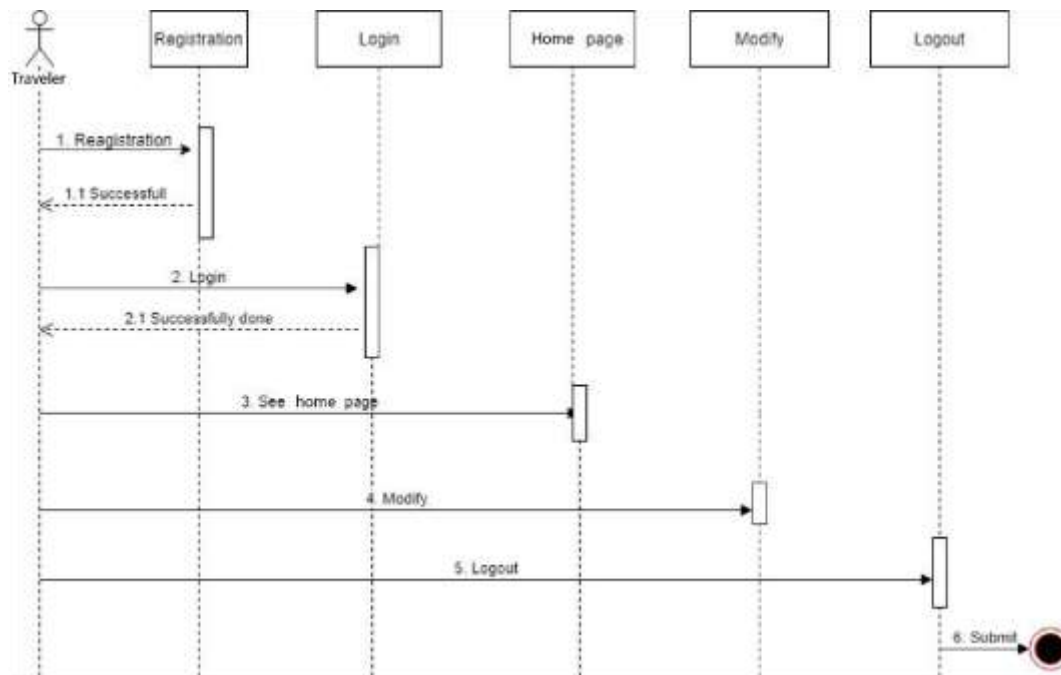 Registration
Login
Home page
Modify
Logout
Traveler
1. Reagistration
1.1 Successfull
2. Login
2.1 Successfully done
3. See home page
4. Modify
5. Logout
6. Submit